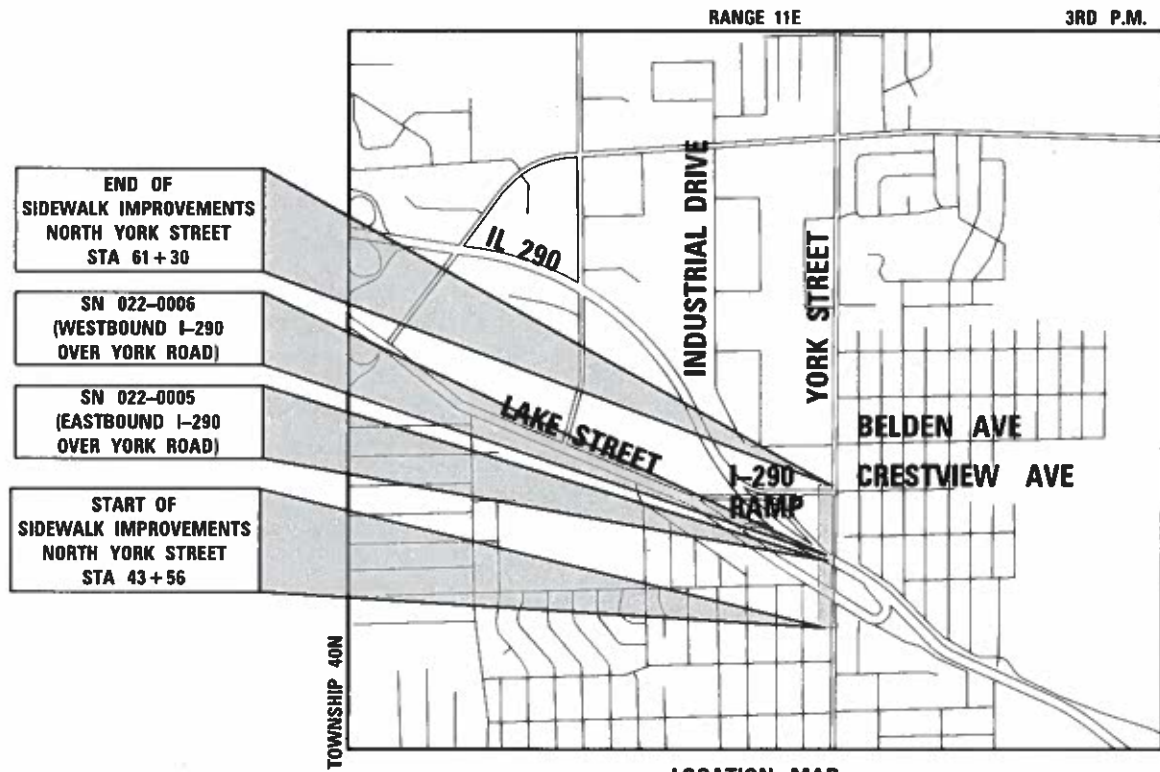 RANGE 11E
3RD P.M.
END OF
SIDEWALK IMPROVEMENTS
NORTH YORK STREET
STA 61+30
SN 022-0006
(WESTBOUND I-290
OVER YORK ROAD)
SN 022-0005
(EASTBOUND I-290
OVER YORK ROAD)
START OF
SIDEWALK IMPROVEMENTS
NORTH YORK STREET
STA 43+56
IL 290
INDUSTRIAL DRIVE
YORK STREET
LAKE STREET
BELDEN AVE
I-290
RAMP
CRESTVIEW AVE
TOWNSHIP 40N
LOCATION MAP